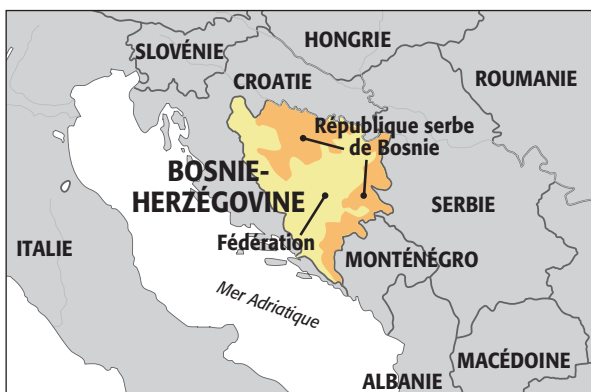 HONGRIE
SLOVÉNIE
ROUMANIE
CROATIE
République serbe
de Bosnie
BOSNIE-
HERZÉGOVINE
SERBIE
Fédération
ITALIE
MONTÉNÉGRO
Mer Adriatique
MACÉDOINE
ALBANIE